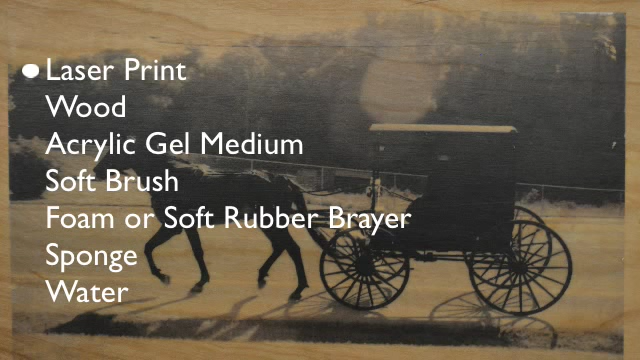 Laser Print
Wood
Acrylic Gel Medium
Soft Brush
Foam or Soft Rubber Brayer
Sponge
Water